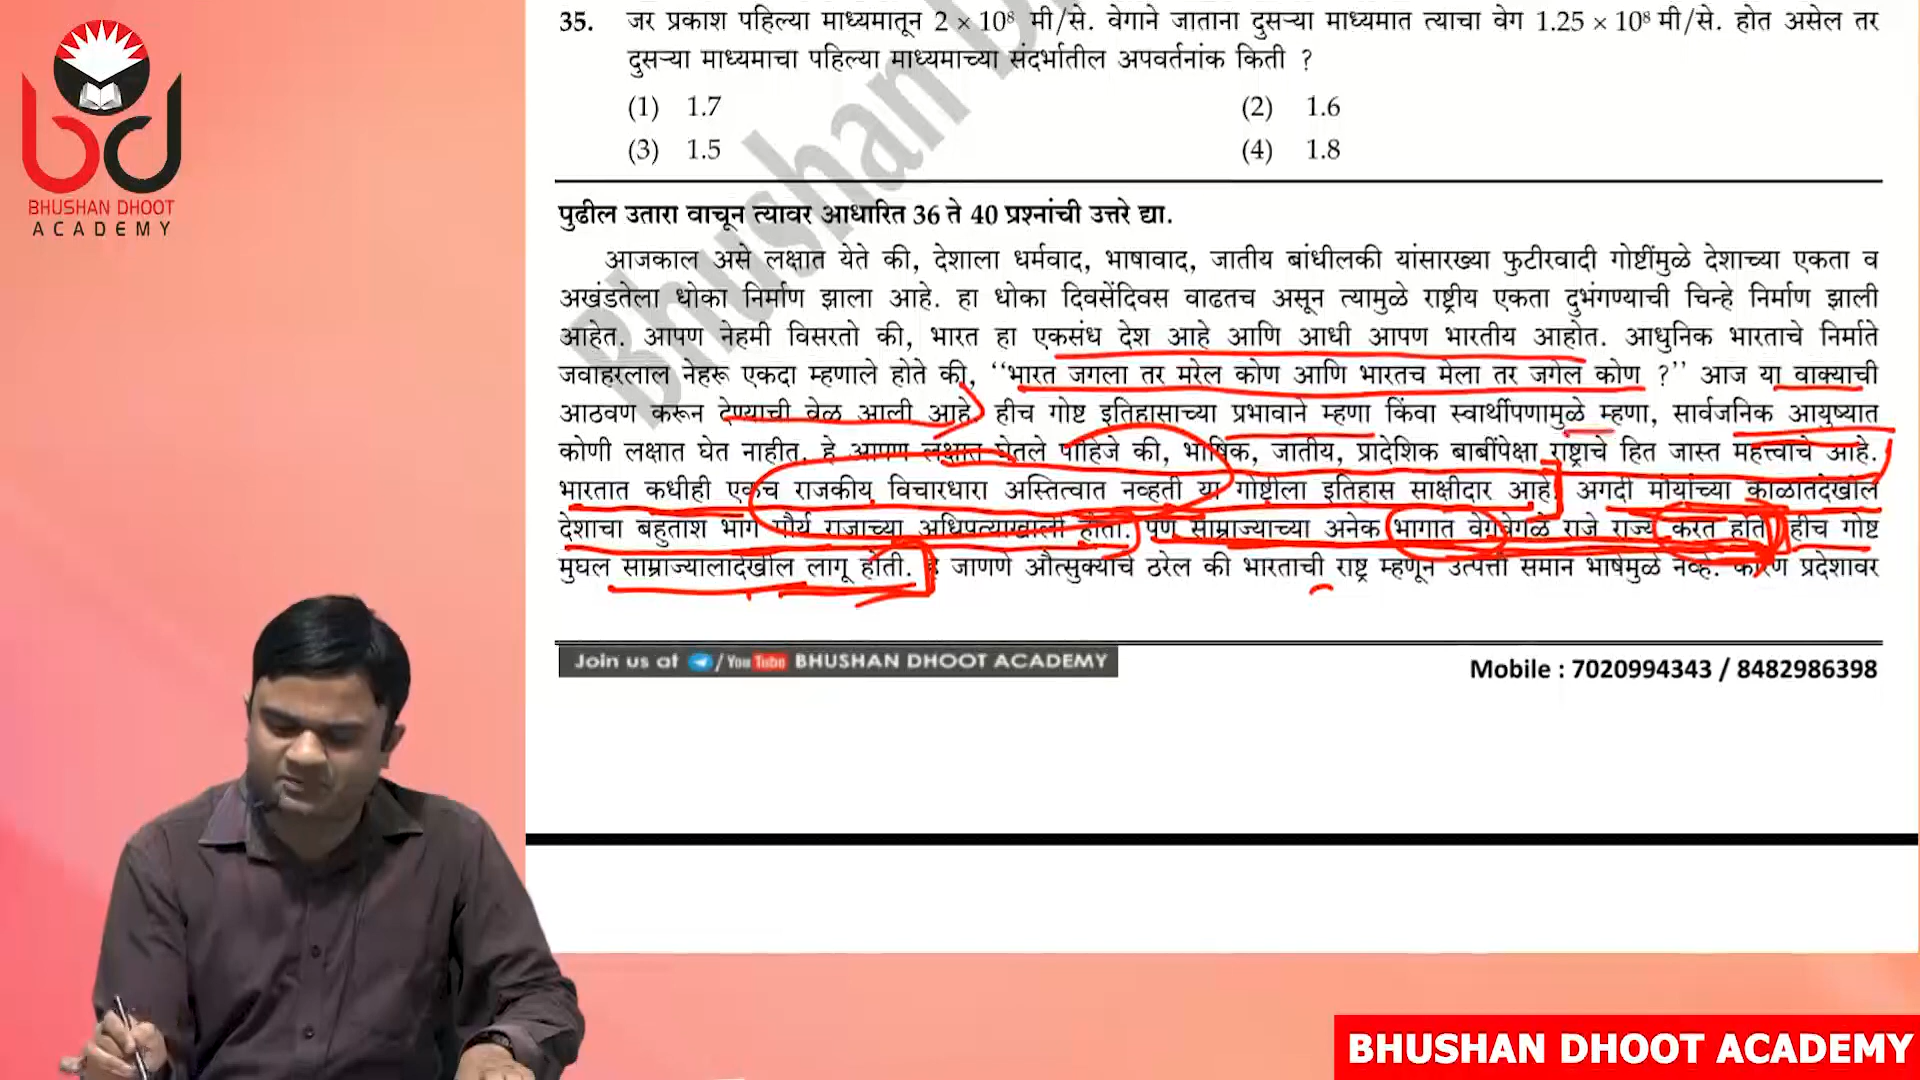 35. जर प्रकाश पहिल्या माध्यमातून 2 × 10⁸ मी/से. वेगाने जाताना दुसऱ्या माध्यमात त्याचा वेग 1.25 × 10⁸ मी/से. होत असेल तर
दुसऱ्या माध्यमाचा पहिल्या माध्यमाच्या संदर्भातील अपवर्तनांक किती ?
(1) 1.7 (2) 1.6
(3) 1.5 (4) 1.8
पुढील उतारा वाचून त्यावर आधारित 36 ते 40 प्रश्नांची उत्तरे द्या.
आजकाल असे लक्षात येते की, देशाला धर्मवाद, भाषावाद, जातीय बांधीलकी यांसारख्या फुटीरवादी गोष्टींमुळे देशाच्या एकता व
अखंडतेला धोका निर्माण झाला आहे. हा धोका दिवसेंदिवस वाढतच असून त्यामुळे राष्ट्रीय एकता दुभंगण्याची चिन्हे निर्माण झाली
आहेत. आपण नेहमी विसरतो की, भारत हा एकसंध देश आहे आणि आधी आपण भारतीय आहोत. आधुनिक भारताचे निर्माते
जवाहरलाल नेहरू एकदा म्हणाले होते की, ‘‘भारत जगला तर मरेल कोण आणि भारतच मेला तर जगेल कोण ?’’ आज या वाक्याची
आठवण करून देण्याची वेळ आली आहे. हीच गोष्ट इतिहासाच्या प्रभावाने म्हणा किंवा स्वार्थीपणामुळे म्हणा, सार्वजनिक आयुष्यात
कोणी लक्षात घेत नाहीत. हे आपण लक्षात घेतले पाहिजे की, भाषिक, जातीय, प्रादेशिक बाबींपेक्षा राष्ट्राचे हित जास्त महत्त्वाचे आहे.
भारतात कधीही एकच राजकीय विचारधारा अस्तित्वात नव्हती या गोष्टीला इतिहास साक्षीदार आहे. अगदी मौर्यांच्या काळातदेखील
देशाचा बहुताश भाग मौर्य राजाच्या अधिपत्याखाली होता. पण साम्राज्याच्या अनेक भागात वेगवेगळे राजे राज्य करत होते हीच गोष्ट
मुघल साम्राज्यालादेखील लागू होती. हे जाणणे औत्सुक्याचे ठरेल की भारताची राष्ट्र म्हणून उत्पत्ती समान भाषेमुळे नव्हे. कारण प्रदेशावर
Join us at /YouTube BHUSHAN DHOOT ACADEMY
Mobile : 7020994343 / 8482986398
bd
BHUSHAN DHOOT
ACADEMY
Bhushan D
BHUSHAN DHOOT ACADEMY